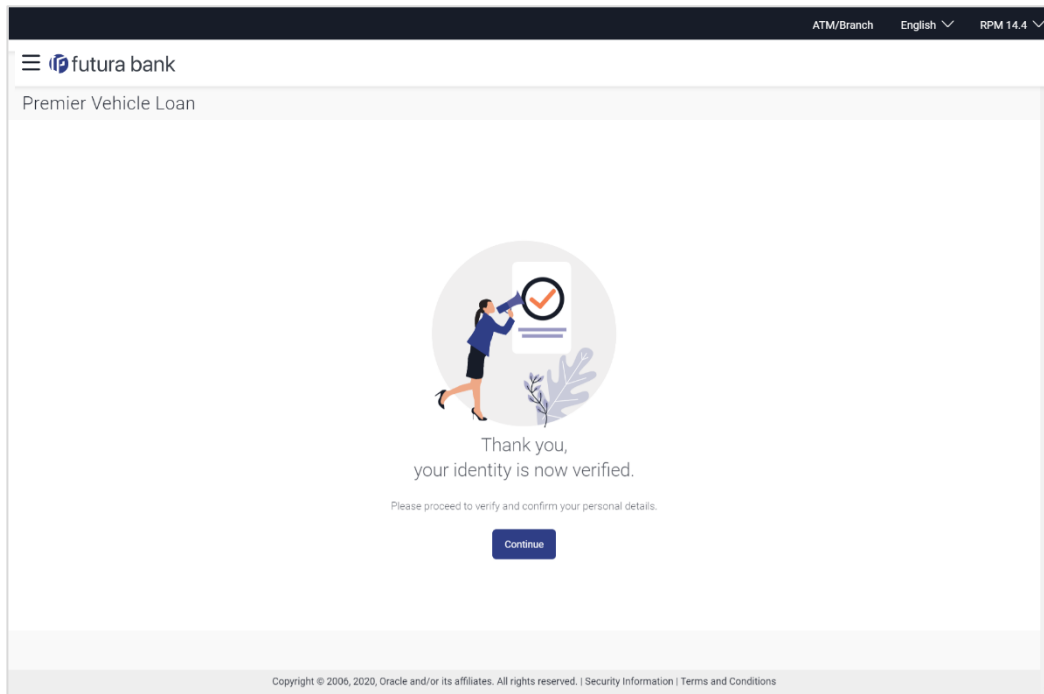 ATM/Branch English RPM 14.4
futura bank
Premier Vehicle Loan
Thank you,
your identity is now verified.
Please proceed to verify and confirm your personal details.
Continue
Copyright © 2006, 2020, Oracle and/or its affiliates. All rights reserved. | Security Information | Terms and Conditions